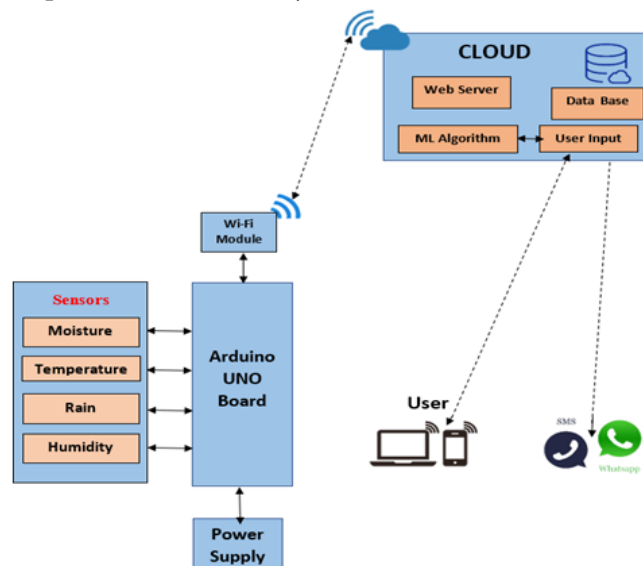 CLOUD
Web Server
Data Base
ML Algorithm
User Input
Wi-Fi
Module
Sensors
Moisture
Temperature
Rain
Humidity
Arduino
UNO
Board
User
SMS
Whatsapp
Power
Supply